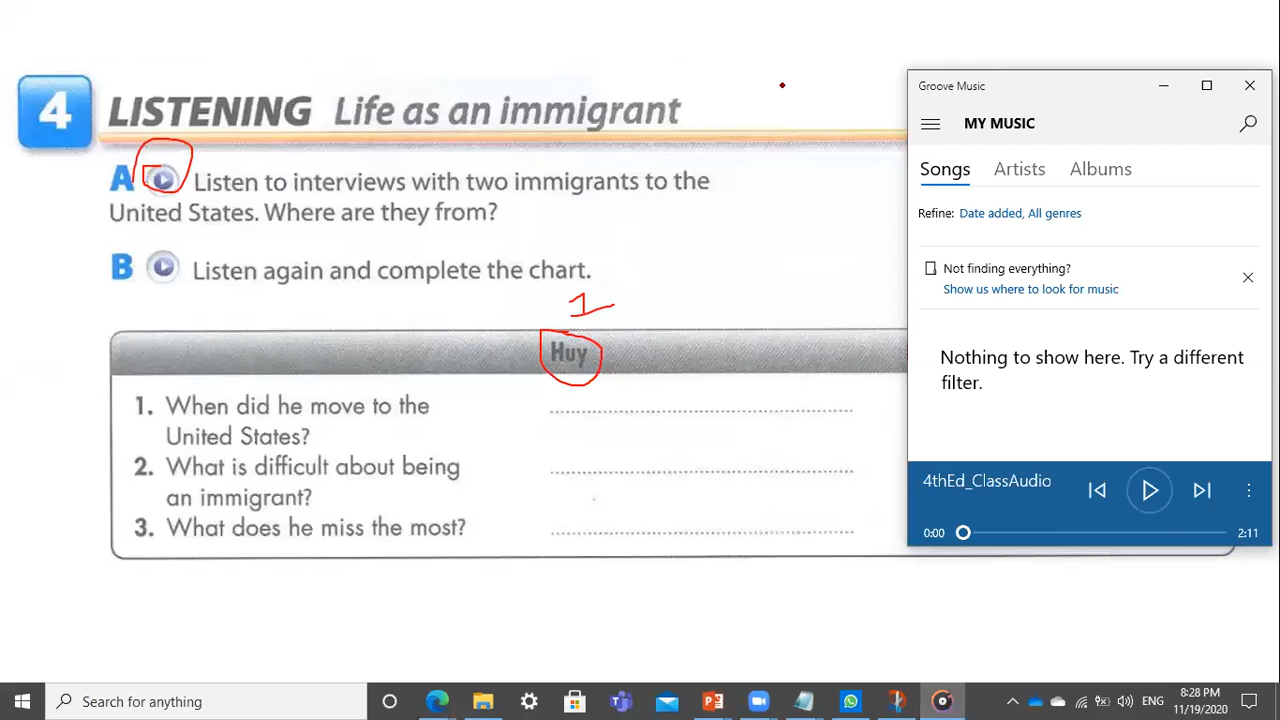 4 LISTENING Life as an immigrant
A Listen to interviews with two immigrants to the
United States. Where are they from?
B Listen again and complete the chart.
1
Huy
1. When did he move to the
United States?
2. What is difficult about being
an immigrant?
3. What does he miss the most?
Groove Music
MY MUSIC
Songs Artists Albums
Refine: Date added, All genres
Not finding everything?
Show us where to look for music
Nothing to show here. Try a different
filter.
4thEd_ClassAudio
0:00 2:11
Search for anything
ENG
8:28 PM
11/19/2020